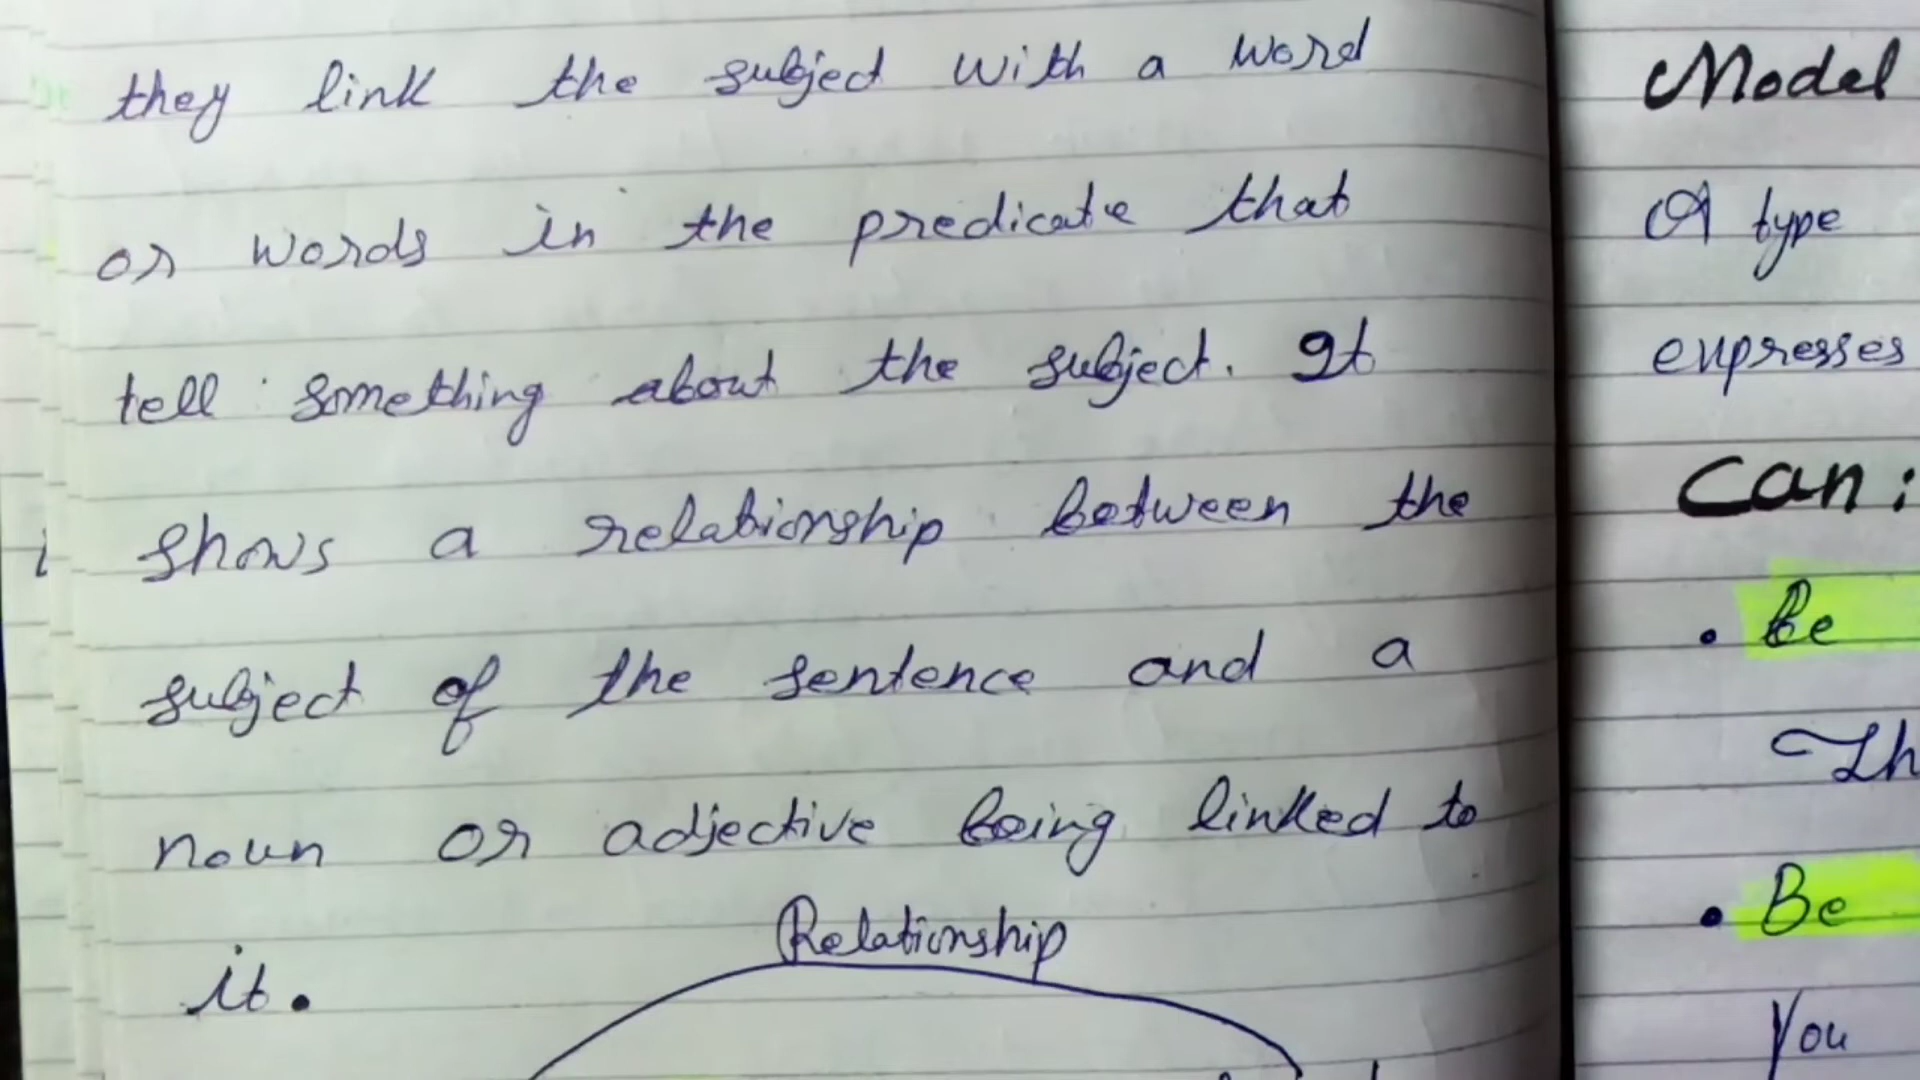 they link the subject with a word
or words in the predicate that
tell something about the subject. It
shows a relationship between the
subject of the sentence and a
noun or adjective being linked to
it.
Relationship
Model
A type
expresses
Can:
• Be
Th
• Be
You